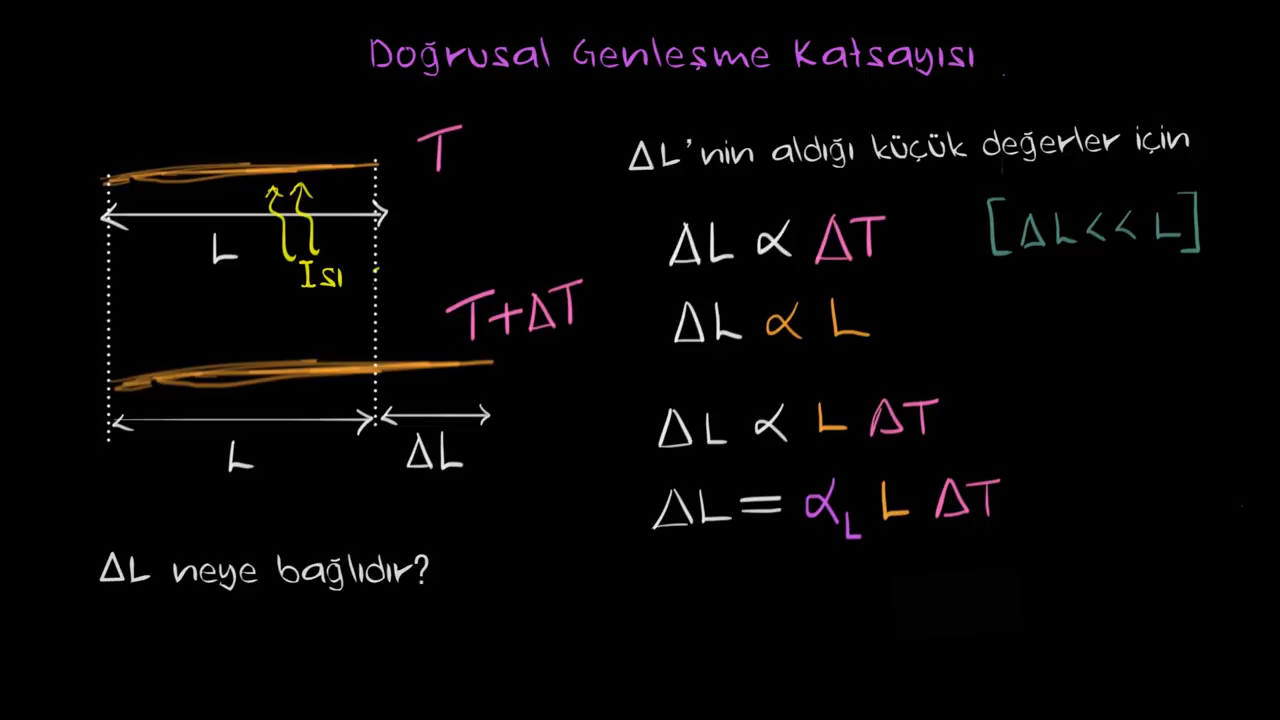 Doğrusal Genleşme Katsayısı
T
L
Isı
T+ΔT
L
ΔL
ΔL neye bağlıdır?
ΔL'nin aldığı küçük değerler için
ΔL ∝ ΔT [ΔL << L]
ΔL ∝ L
ΔL ∝ L ΔT
ΔL = α_L L ΔT